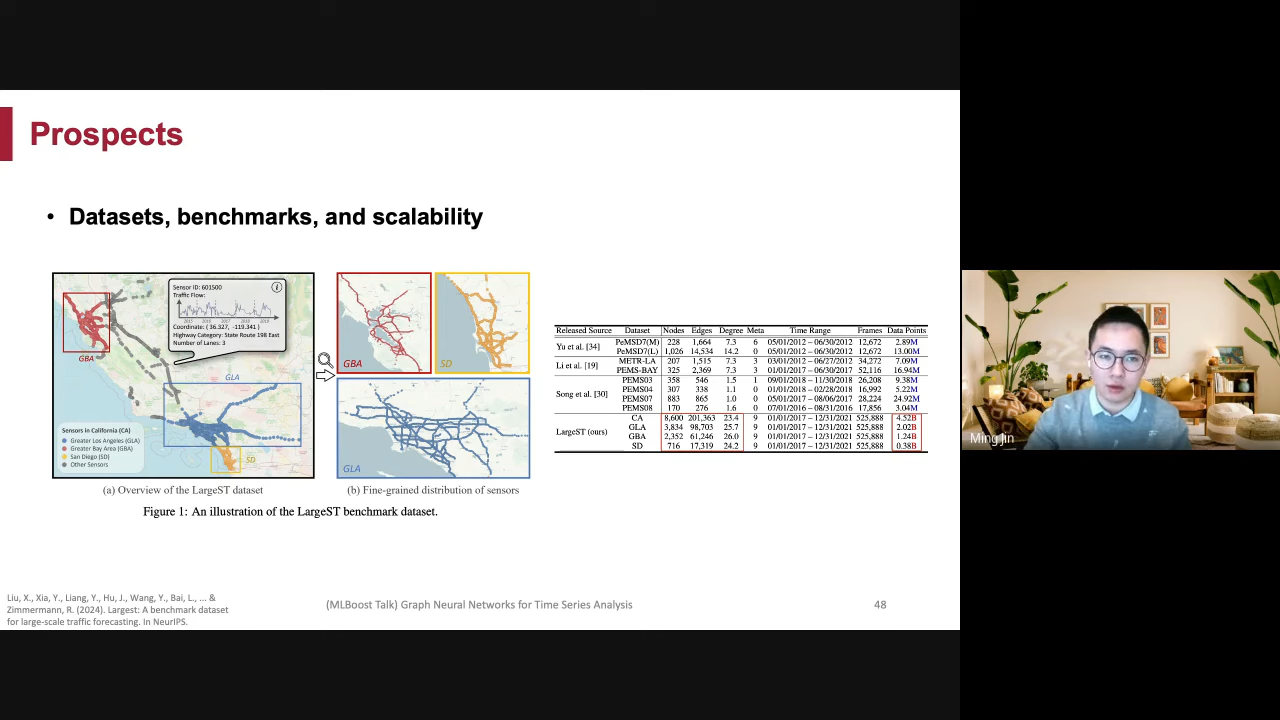 Prospects
• Datasets, benchmarks, and scalability
Sensor ID: 601500
Traffic Flow:
Coordinate: ( 36.327, -119.341 )
Highway Category: State Route 198 East
Number of Lanes: 3
GBA
GLA
SD
Sensors in California (CA)
Greater Los Angeles (GLA)
Greater Bay Area (GBA)
San Diego (SD)
Other Sensors
GBA
SD
GLA
(a) Overview of the LargeST dataset
(b) Fine-grained distribution of sensors
Figure 1: An illustration of the LargeST benchmark dataset.
Released Source Dataset Nodes Edges Degree Meta Time Range Frames Data Points
Yu et al. [34] PeMSD7(M) 228 1,664 7.3 6 05/01/2012 – 06/30/2012 12,672 2.89M
PeMSD7(L) 1,026 14,534 14.2 0 05/01/2012 – 06/30/2012 12,672 13.00M
Li et al. [19] METR-LA 207 1,515 7.3 3 03/01/2012 – 06/27/2012 34,272 7.09M
PEMS-BAY 325 2,369 7.3 3 01/01/2017 – 06/30/2017 52,116 16.94M
Song et al. [30] PEMS03 358 546 1.5 1 09/01/2018 – 11/30/2018 26,208 9.38M
PEMS04 307 338 1.1 0 01/01/2018 – 02/28/2018 16,992 5.22M
PEMS07 883 865 1.0 0 05/01/2017 – 08/06/2017 28,224 24.92M
PEMS08 170 276 1.6 0 07/01/2016 – 08/31/2016 17,856 3.04M
LargeST (ours) CA 8,600 201,363 23.4 9 01/01/2017 – 12/31/2021 525,888 4.52B
GLA 3,834 98,703 25.7 9 01/01/2017 – 12/31/2021 525,888 2.02B
GBA 2,352 61,246 26.0 9 01/01/2017 – 12/31/2021 525,888 1.24B
SD 716 17,319 24.2 9 01/01/2017 – 12/31/2021 525,888 0.38B
Liu, X., Xia, Y., Liang, Y., Hu, J., Wang, Y., Bai, L., ... &
Zimmermann, R. (2024). Largest: A benchmark dataset
for large-scale traffic forecasting. In NeurIPS.
(MLBoost Talk) Graph Neural Networks for Time Series Analysis
48
Ming Jin